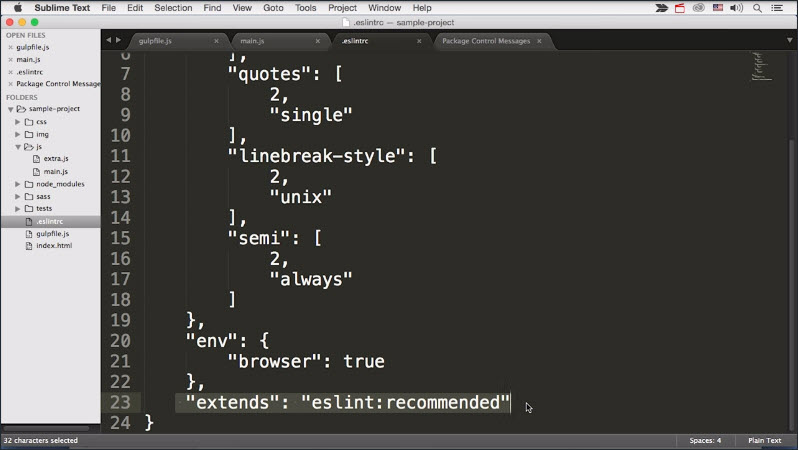 Sublime Text File Edit Selection Find View Goto Tools Project Window Help
.eslintrc — sample-project
OPEN FILES
gulpfile.js
main.js
.eslintrc
Package Control Message
FOLDERS
sample-project
css
img
js
extra.js
main.js
node_modules
sass
tests
.eslintrc
gulpfile.js
index.html
gulpfile.js main.js .eslintrc Package Control Messages
6 ],
7 "quotes": [
8 2,
9 "single"
10 ],
11 "linebreak-style": [
12 2,
13 "unix"
14 ],
15 "semi": [
16 2,
17 "always"
18 ]
19 },
20 "env": {
21 "browser": true
22 },
23 "extends": "eslint:recommended"
24 }
32 characters selected Spaces: 4 Plain Text